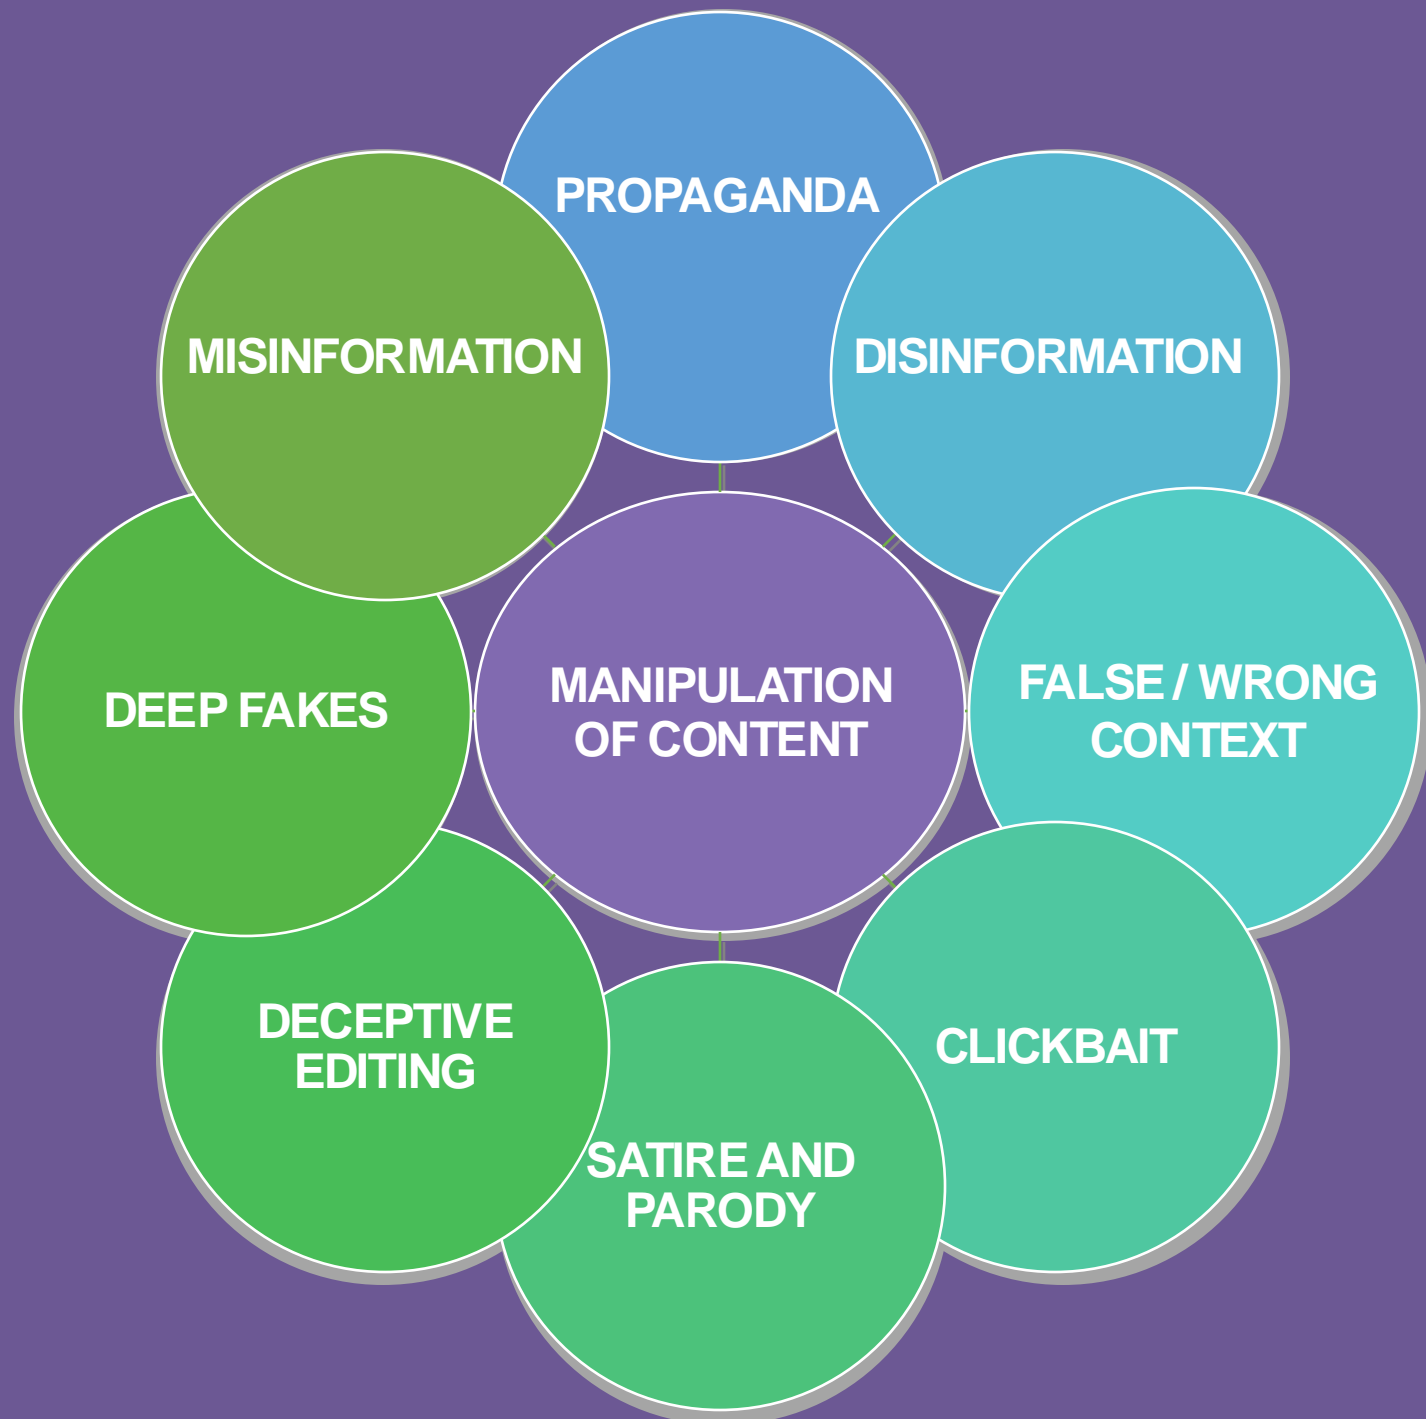 PROPAGANDA
MISINFORMATION
DISINFORMATION
DEEP FAKES
MANIPULATION
OF CONTENT
FALSE / WRONG
CONTEXT
DECEPTIVE
EDITING
CLICKBAIT
SATIRE AND
PARODY